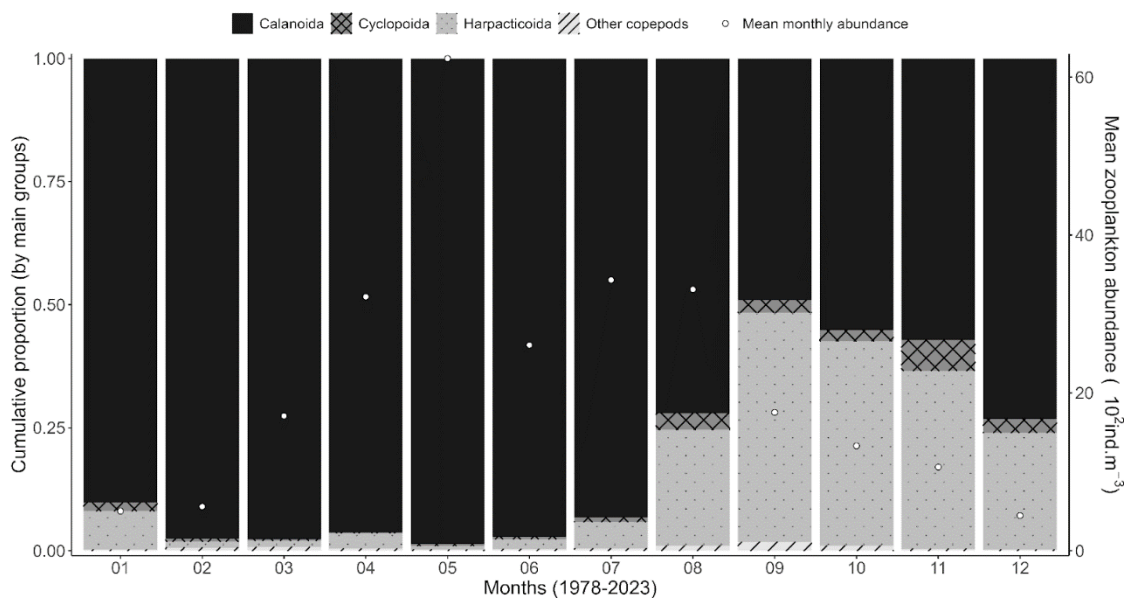 Calanoida Cyclopoida Harpacticoida Other copepods Mean monthly abundance
1.00
0.75
0.50
0.25
0.00
Cumulative proportion (by main groups)
60
40
20
0
Mean zooplankton abundance ( 10²ind.m⁻³)
01 02 03 04 05 06 07 08 09 10 11 12
Months (1978-2023)